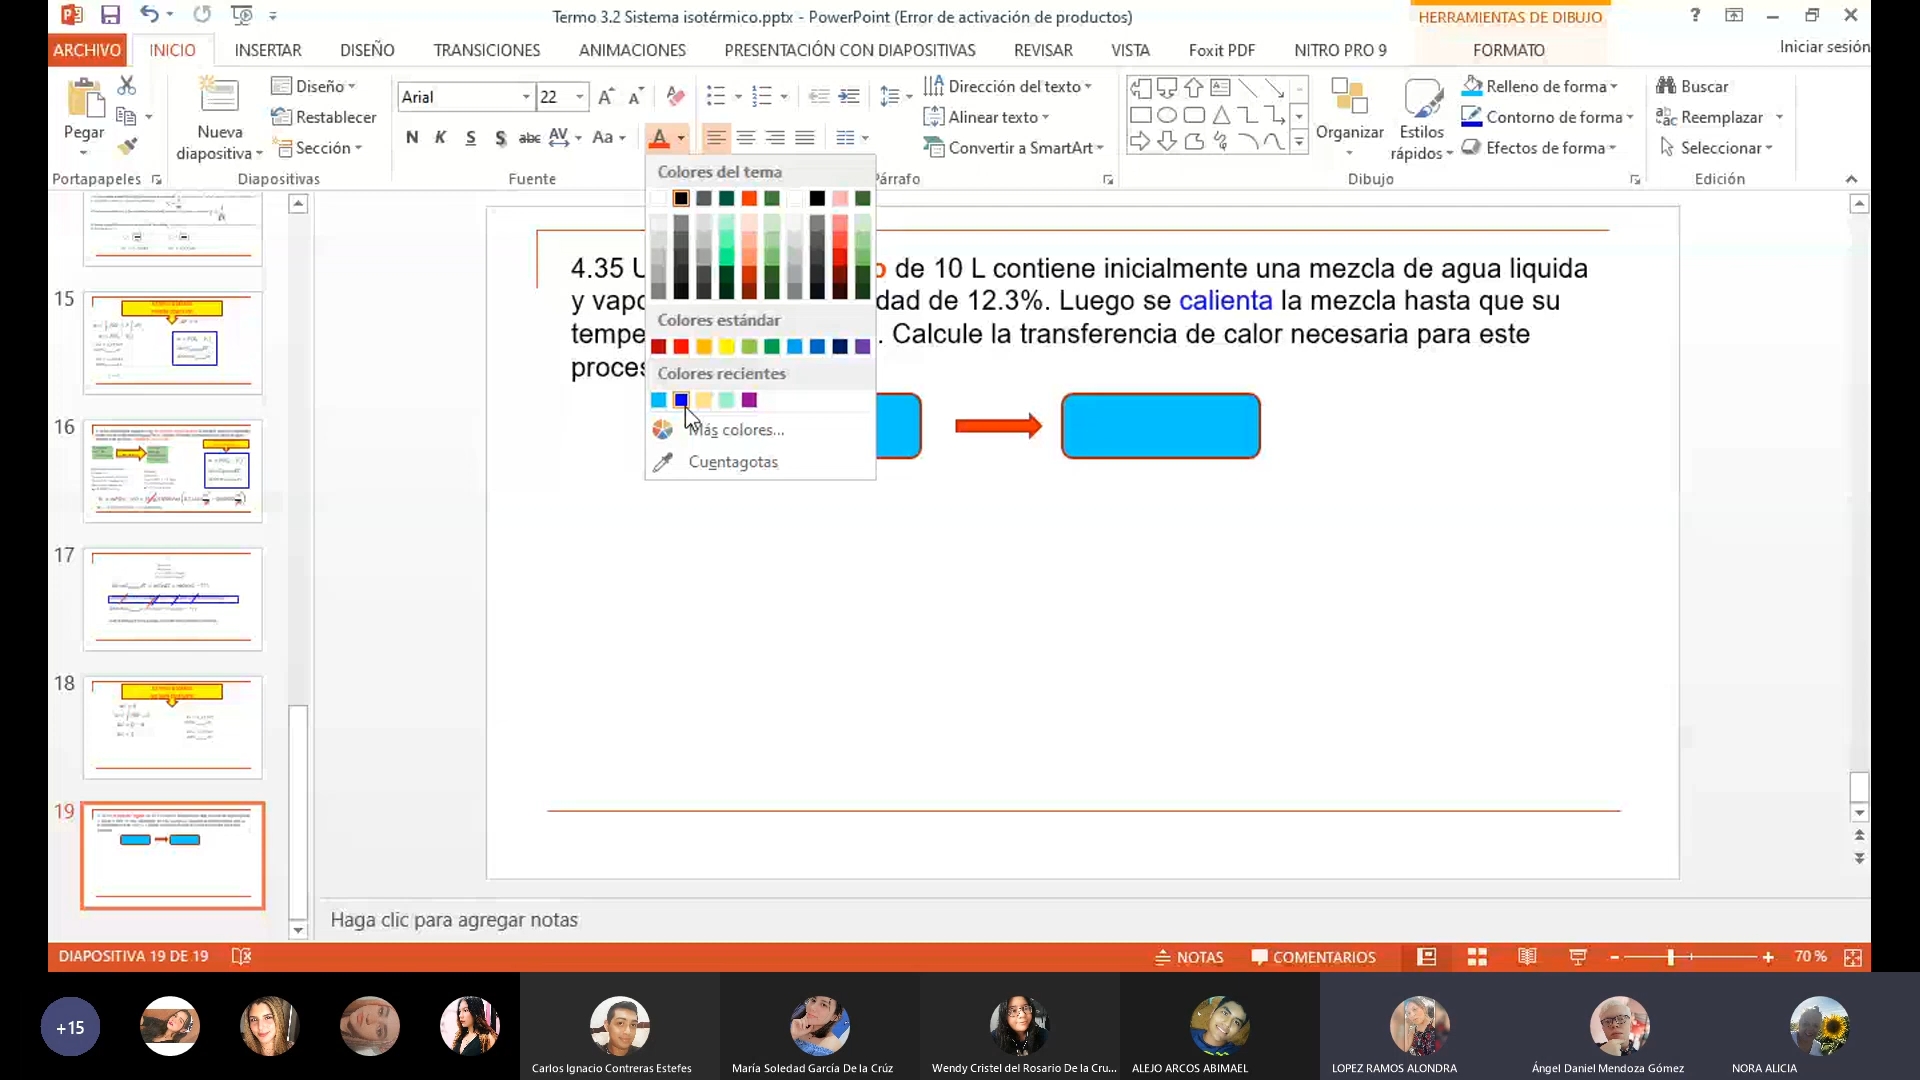 Termo 3.2 Sistema isotérmico.pptx - PowerPoint (Error de activación de productos)
HERRAMIENTAS DE DIBUJO
?
ARCHIVO INICIO INSERTAR DISEÑO TRANSICIONES ANIMACIONES PRESENTACIÓN CON DIAPOSITIVAS REVISAR VISTA Foxit PDF NITRO PRO 9 FORMATO Iniciar sesión
Pegar
Portapapeles
Nueva
diapositiva
Diseño
Restablecer
Sección
Diapositivas
Arial 22
N K S S abc AV Aa A
Fuente
Dirección del texto
Alinear texto
Convertir a SmartArt
Párrafo
Organizar
Estilos
rápidos
Relleno de forma
Contorno de forma
Efectos de forma
Dibujo
Buscar
Reemplazar
Seleccionar
Edición
Colores del tema
Colores estándar
Colores recientes
Más colores...
Cuentagotas
15
16
17
18
19
4.35 U de 10 L contiene inicialmente una mezcla de agua liquida
y vapo dad de 12.3%. Luego se calienta la mezcla hasta que su
tempe . Calcule la transferencia de calor necesaria para este
proces
Haga clic para agregar notas
DIAPOSITIVA 19 DE 19
NOTAS
COMENTARIOS
70 %
+15
Carlos Ignacio Contreras Estefes
María Soledad García De la Crúz
Wendy Cristel del Rosario De la Cru...
ALEJO ARCOS ABIMAEL
LOPEZ RAMOS ALONDRA
Ángel Daniel Mendoza Gómez
NORA ALICIA